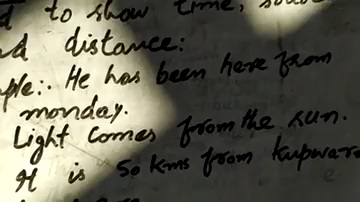 to show time,
distance:
He has been here from
monday.
Light comes from the sun.
It is 50 kms from kupwara